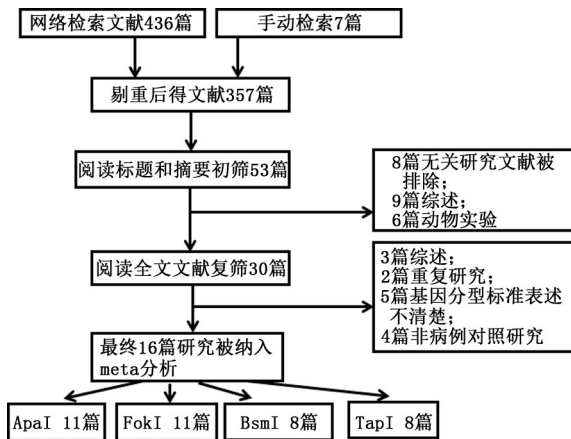 网络检索文献436篇
手动检索7篇
剔重后得文献357篇
阅读标题和摘要初筛53篇
8篇无关研究文献被
排除；
9篇综述；
6篇动物实验
阅读全文文献复筛30篇
3篇综述；
2篇重复研究；
5篇基因分型标准表述
不清楚；
4篇非病例对照研究
最终16篇研究被纳入
meta分析
ApaI 11篇
FokI 11篇
BsmI 8篇
TapI 8篇